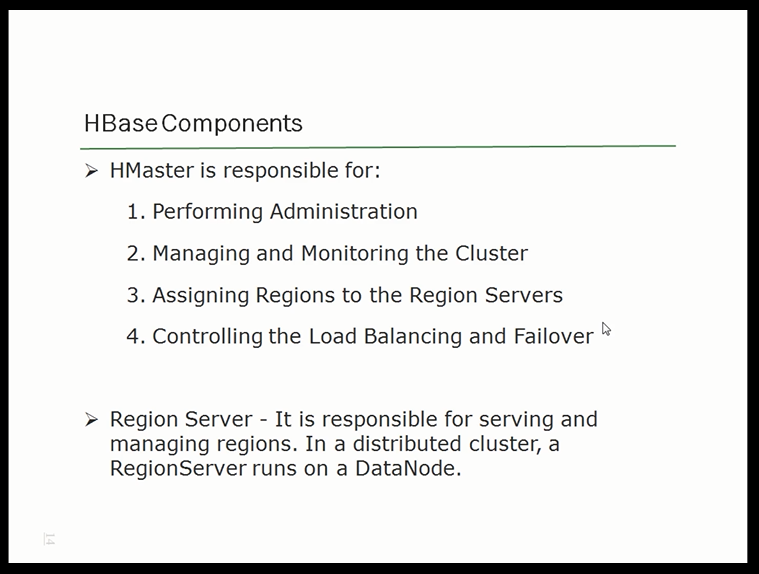 HBase Components
➢ HMaster is responsible for:
1. Performing Administration
2. Managing and Monitoring the Cluster
3. Assigning Regions to the Region Servers
4. Controlling the Load Balancing and Failover
➢ Region Server - It is responsible for serving and
managing regions. In a distributed cluster, a
RegionServer runs on a DataNode.
14